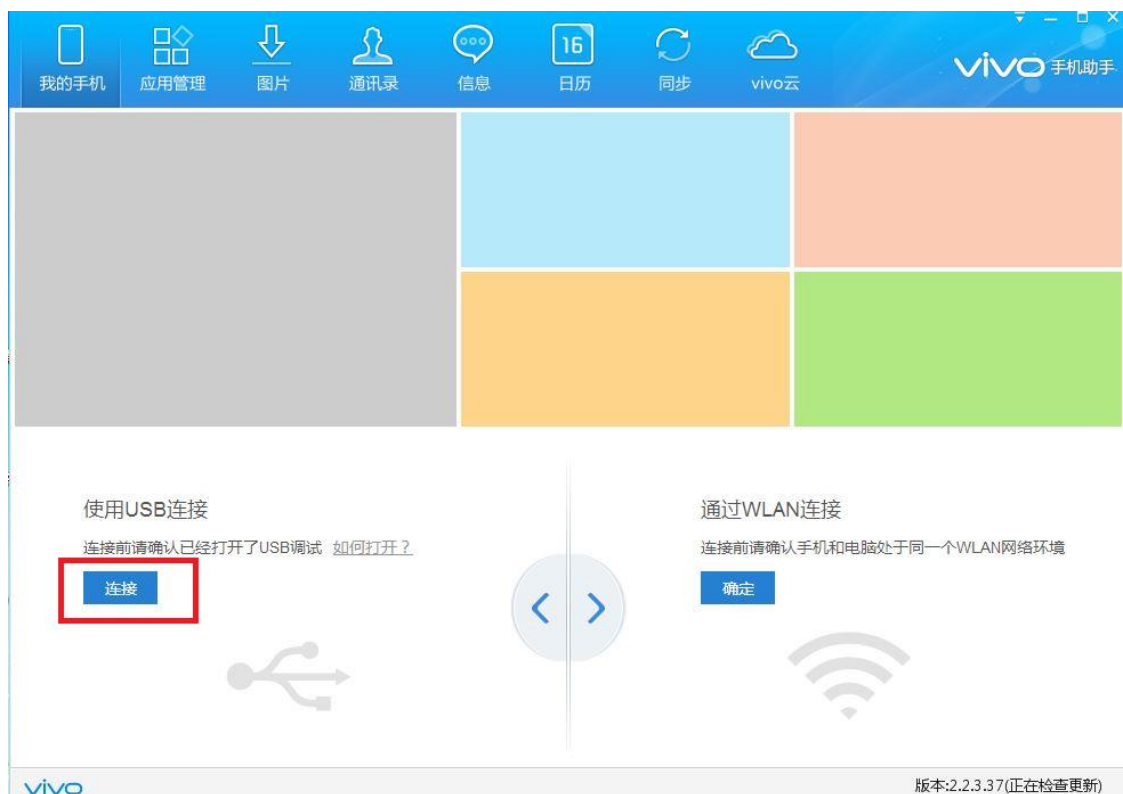 我的手机 应用管理 图片 通讯录 信息 16 日历 同步 vivo云 vivo 手机助手
使用USB连接
连接前请确认已经打开了USB调试 如何打开？
连接
通过WLAN连接
连接前请确认手机和电脑处于同一个WLAN网络环境
确定
vivo
版本:2.2.3.37(正在检查更新)